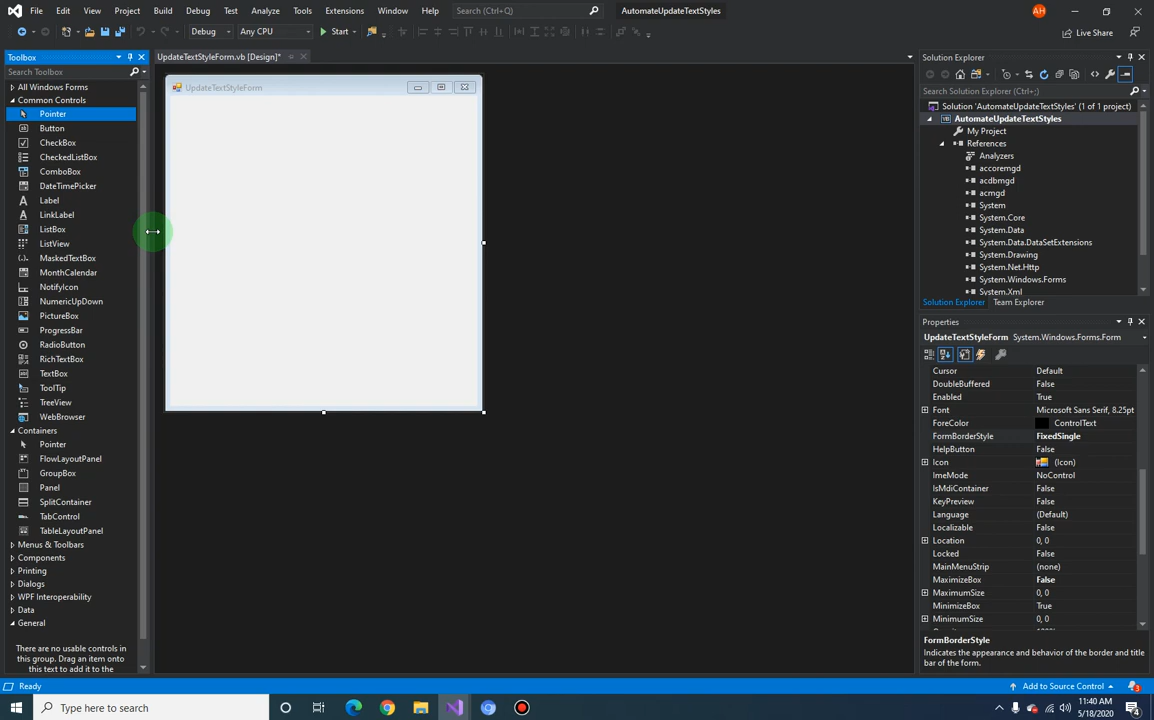 File Edit View Project Build Debug Test Analyze Tools Extensions Window Help Search (Ctrl+Q) AutomateUpdateTextStyles AH
Debug Any CPU Start Live Share
Toolbox
Search Toolbox
All Windows Forms
Common Controls
Pointer
Button
CheckBox
CheckedListBox
ComboBox
DateTimePicker
Label
LinkLabel
ListBox
ListView
MaskedTextBox
MonthCalendar
NotifyIcon
NumericUpDown
PictureBox
ProgressBar
RadioButton
RichTextBox
TextBox
ToolTip
TreeView
WebBrowser
Containers
Pointer
FlowLayoutPanel
GroupBox
Panel
SplitContainer
TabControl
TableLayoutPanel
Menus & Toolbars
Components
Printing
Dialogs
WPF Interoperability
Data
General
There are no usable controls in
this group. Drag an item onto
this text to add it to the
UpdateTextStyleForm.vb [Design]*
UpdateTextStyleForm
Solution Explorer
Search Solution Explorer (Ctrl+;)
Solution 'AutomateUpdateTextStyles' (1 of 1 project)
VB AutomateUpdateTextStyles
My Project
References
Analyzers
accoremgd
acdbmgd
acmgd
System
System.Core
System.Data
System.Data.DataSetExtensions
System.Drawing
System.Net.Http
System.Windows.Forms
System.Xml
Solution Explorer Team Explorer
Properties
UpdateTextStyleForm System.Windows.Forms.Form
Cursor Default
DoubleBuffered False
Enabled True
Font Microsoft Sans Serif, 8.25pt
ForeColor ControlText
FormBorderStyle FixedSingle
HelpButton False
Icon (Icon)
ImeMode NoControl
IsMdiContainer False
KeyPreview False
Language (Default)
Localizable False
Location 0, 0
Locked False
MainMenuStrip (none)
MaximizeBox False
MaximumSize 0, 0
MinimizeBox True
MinimumSize 0, 0
FormBorderStyle
Indicates the appearance and behavior of the border and title
bar of the form.
Ready Add to Source Control 3
Type here to search
11:40 AM
5/18/2020
4